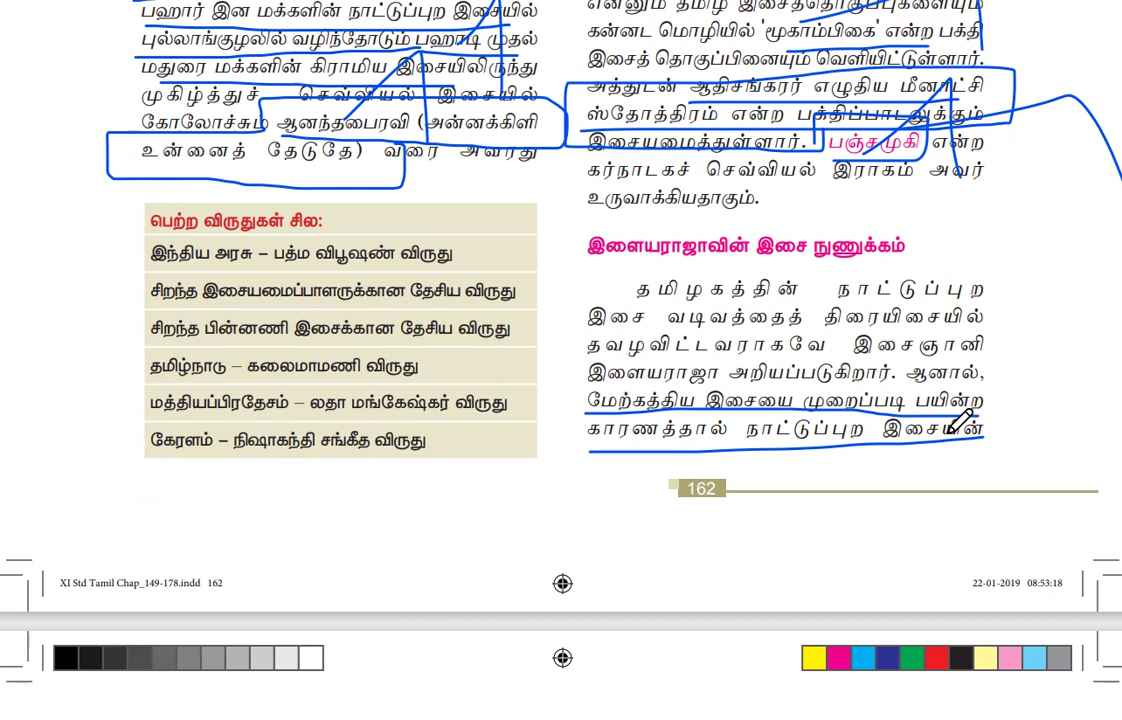 பஹார் இன மக்களின் நாட்டுப்புற இசையில்
புல்லாங்குழலில் வழிந்தோடும் பஹாடி முதல்
மதுரை மக்களின் கிராமிய இசையிலிருந்து
முகிழ்த்துச் செவ்வியல் இசையில்
கோலோச்சும் ஆனந்தபைரவி (அன்னக்கிளி
உன்னைத் தேடுதே) வரை அவரது
பெற்ற விருதுகள் சில:
இந்திய அரசு – பத்ம விபூஷண் விருது
சிறந்த இசையமைப்பாளருக்கான தேசிய விருது
சிறந்த பின்னணி இசைக்கான தேசிய விருது
தமிழ்நாடு – கலைமாமணி விருது
மத்தியப்பிரதேசம் – லதா மங்கேஷ்கர் விருது
கேரளம் – நிஷாகந்தி சங்கீத விருது
என்னும் தமிழ் இசைத்தொகுப்புகளையும்
கன்னட மொழியில் 'மூகாம்பிகை' என்ற பக்தி
இசைத் தொகுப்பினையும் வெளியிட்டுள்ளார்.
அத்துடன் ஆதிசங்கரர் எழுதிய மீனாட்சி
ஸ்தோத்திரம் என்ற பக்திப்பாடலுக்கும்
இசையமைத்துள்ளார். பஞ்சமுகி என்ற
கர்நாடகச் செவ்வியல் இராகம் அவர்
உருவாக்கியதாகும்.
இளையராஜாவின் இசை நுணுக்கம்
தமிழகத்தின் நாட்டுப்புற
இசை வடிவத்தைத் திரையிசையில்
தவழவிட்டவராகவே இசைஞானி
இளையராஜா அறியப்படுகிறார். ஆனால்,
மேற்கத்திய இசையை முறைப்படி பயின்ற
காரணத்தால் நாட்டுப்புற இசையின்
162
XI Std Tamil Chap_149-178.indd 162
22-01-2019 08:53:18